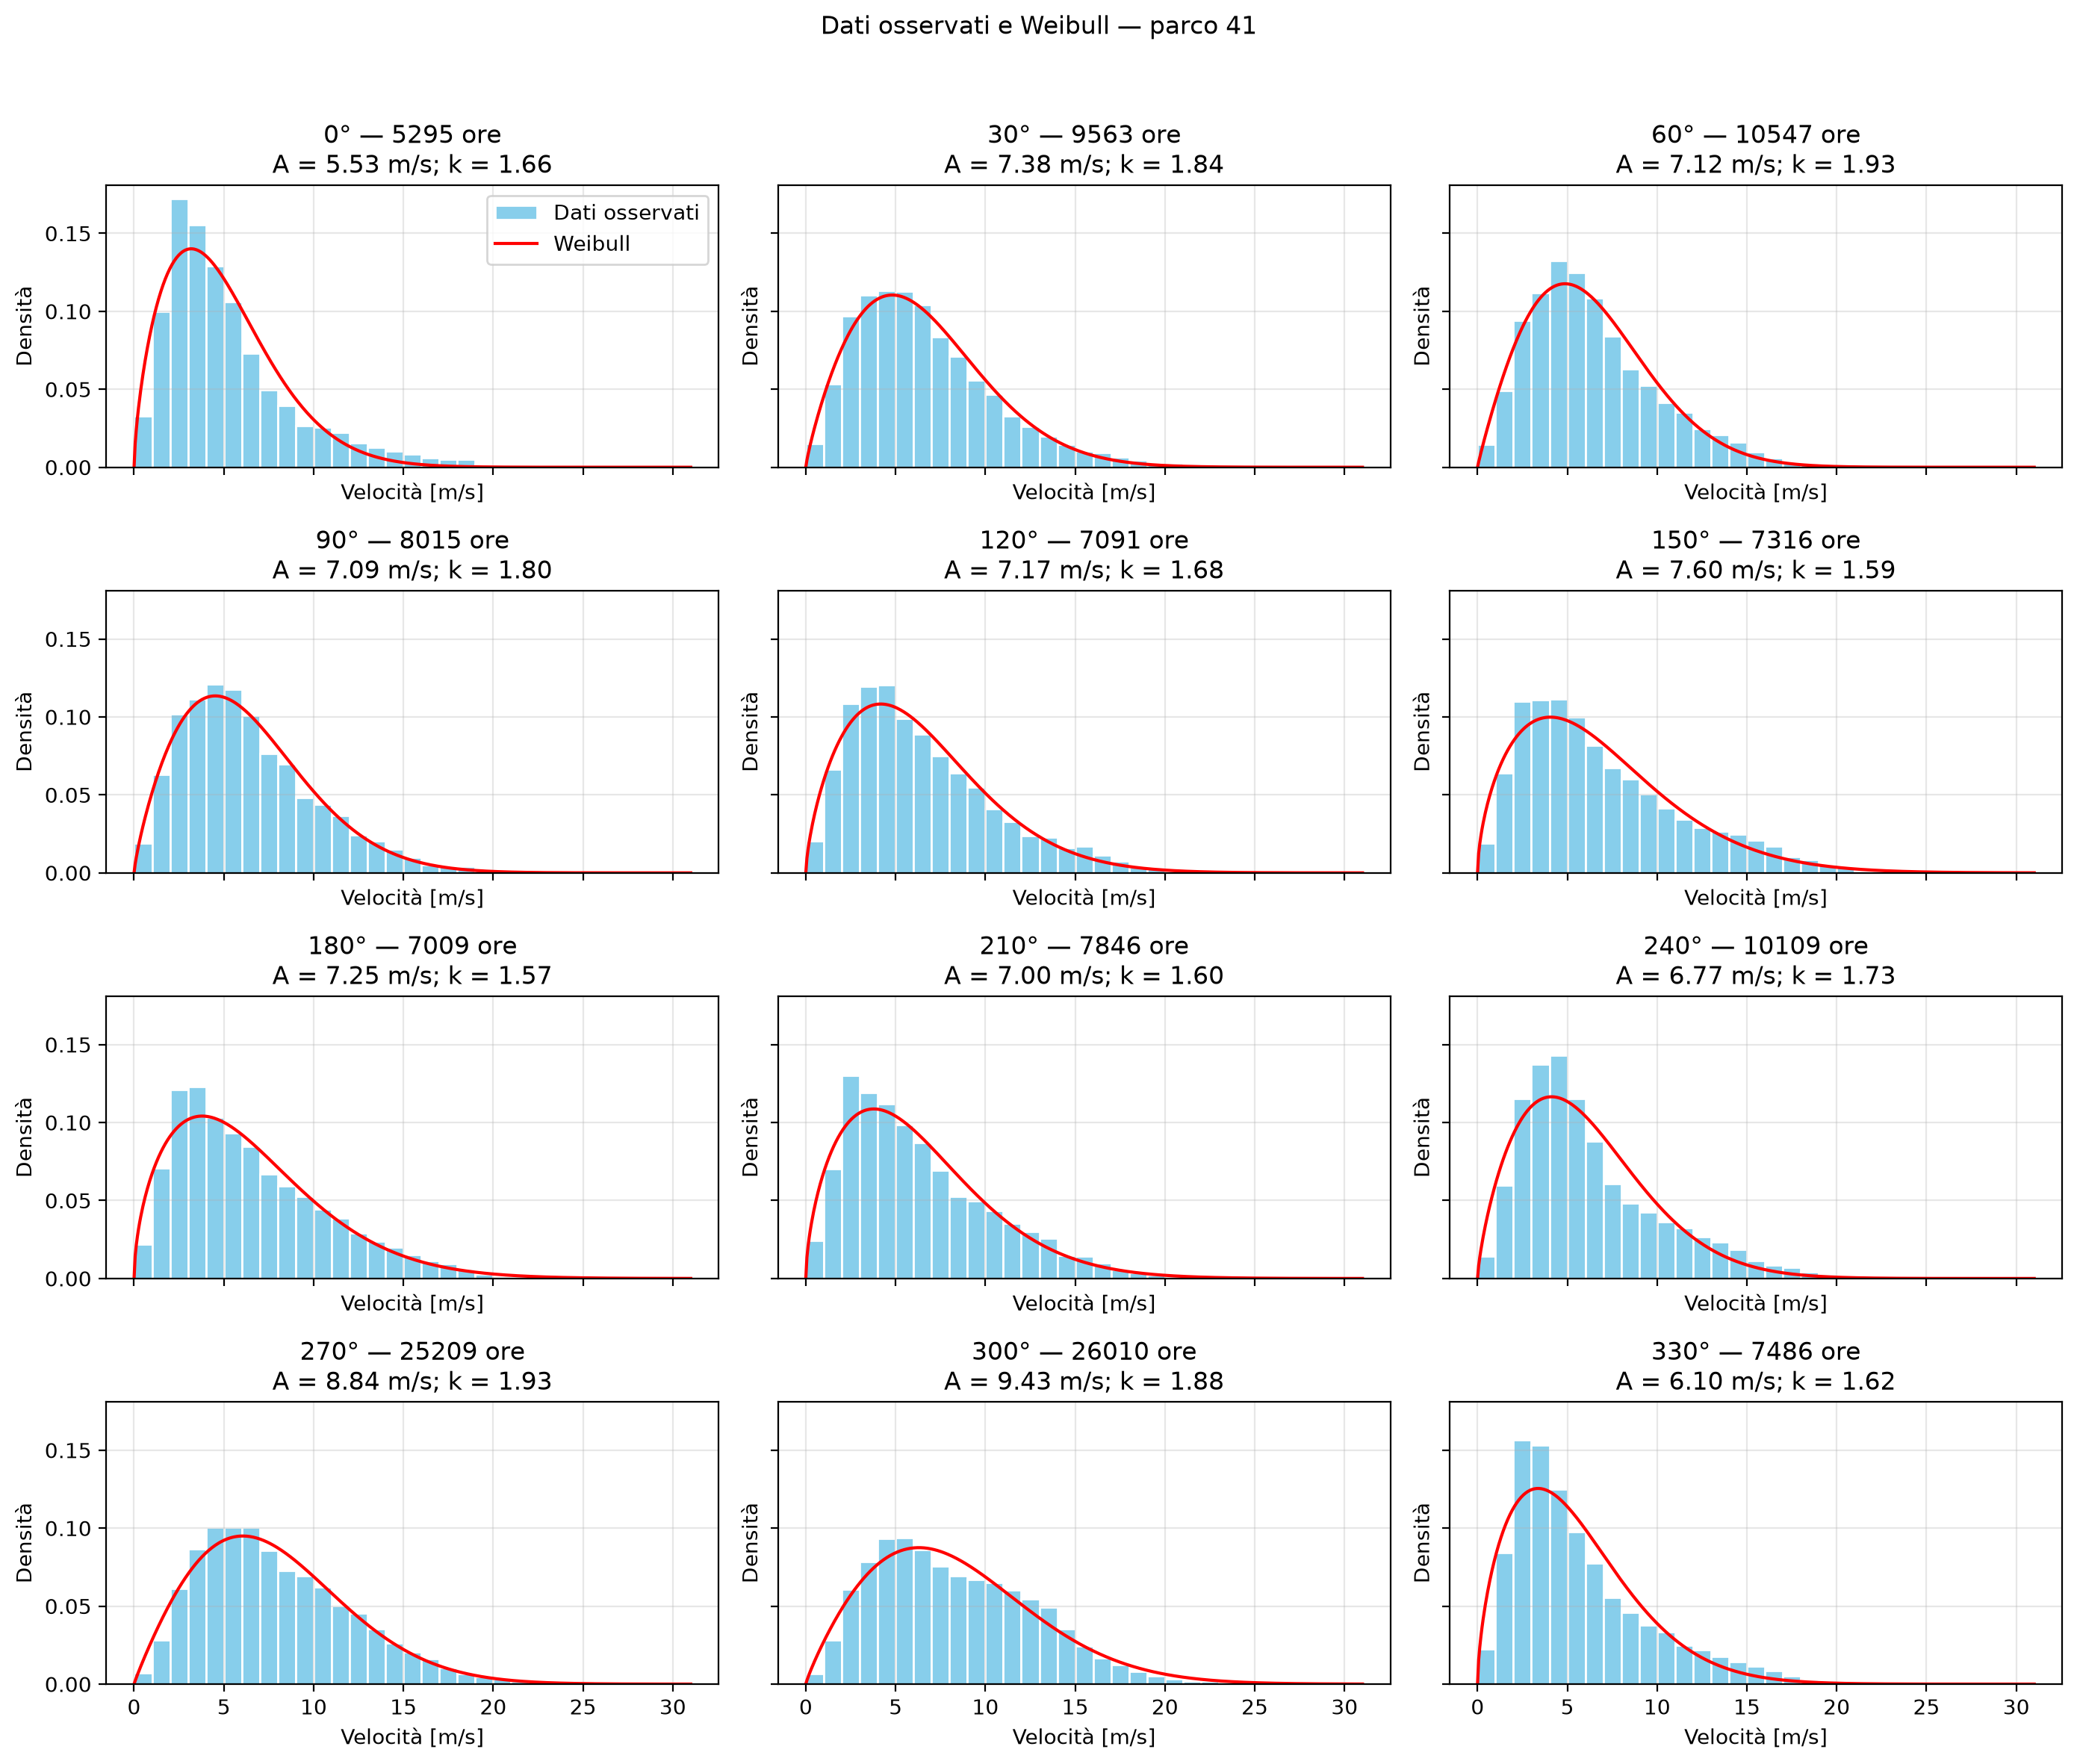 Dati osservati e Weibull — parco 41
0° — 5295 ore
A = 5.53 m/s; k = 1.66
Dati osservati
Weibull
Densità
0.15
0.10
0.05
0.00
Velocità [m/s]
30° — 9563 ore
A = 7.38 m/s; k = 1.84
Densità
Velocità [m/s]
60° — 10547 ore
A = 7.12 m/s; k = 1.93
Densità
Velocità [m/s]
90° — 8015 ore
A = 7.09 m/s; k = 1.80
Densità
0.15
0.10
0.05
0.00
Velocità [m/s]
120° — 7091 ore
A = 7.17 m/s; k = 1.68
Densità
Velocità [m/s]
150° — 7316 ore
A = 7.60 m/s; k = 1.59
Densità
Velocità [m/s]
180° — 7009 ore
A = 7.25 m/s; k = 1.57
Densità
0.15
0.10
0.05
0.00
Velocità [m/s]
210° — 7846 ore
A = 7.00 m/s; k = 1.60
Densità
Velocità [m/s]
240° — 10109 ore
A = 6.77 m/s; k = 1.73
Densità
Velocità [m/s]
270° — 25209 ore
A = 8.84 m/s; k = 1.93
Densità
0.15
0.10
0.05
0.00
0 5 10 15 20 25 30
Velocità [m/s]
300° — 26010 ore
A = 9.43 m/s; k = 1.88
Densità
0 5 10 15 20 25 30
Velocità [m/s]
330° — 7486 ore
A = 6.10 m/s; k = 1.62
Densità
0 5 10 15 20 25 30
Velocità [m/s]